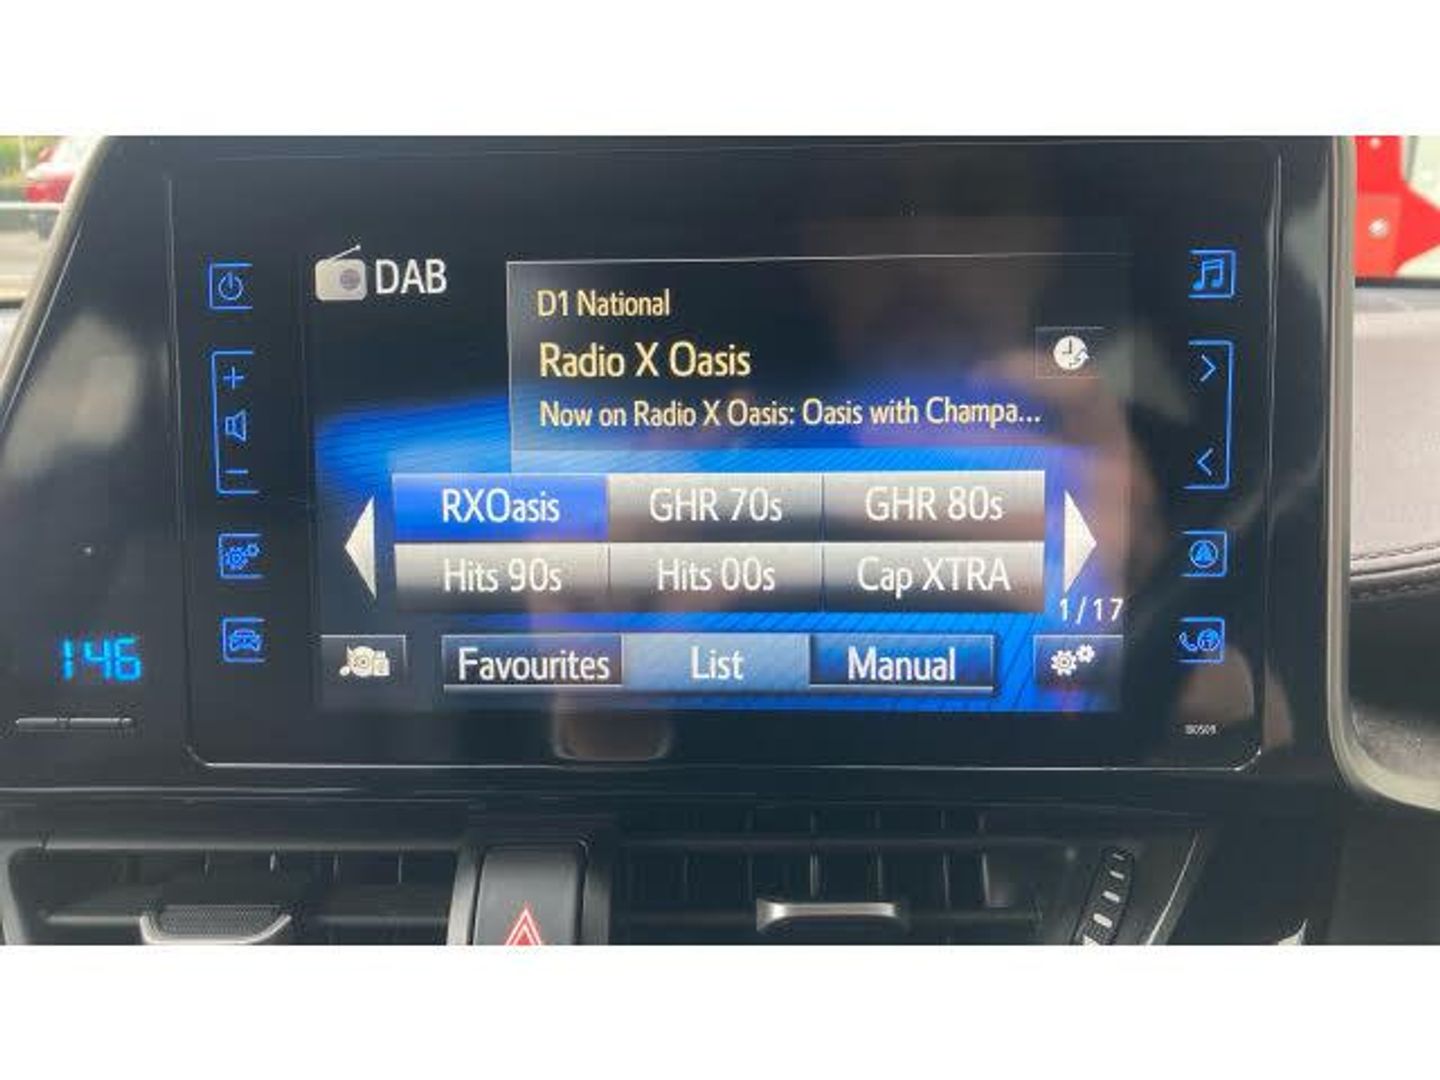 DAB
D1 National
Radio X Oasis
Now on Radio X Oasis: Oasis with Champa...
RXOasis GHR 70s GHR 80s
Hits 90s Hits 00s Cap XTRA
1/17
Favourites List Manual
146